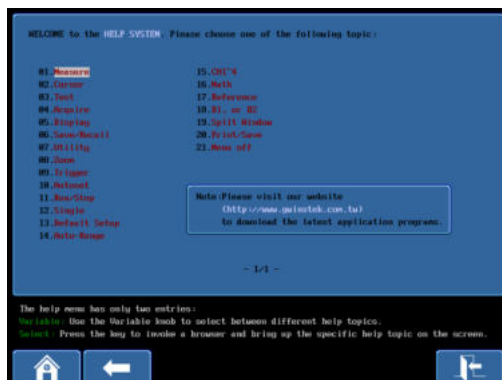 WELCOME to the HELP SYSTEM. Please choose one of the following topic:
01.Measure
02.Cursor
03.Test
04.Acquire
05.Display
06.Save/Recall
07.Utility
08.Zoom
09.Trigger
10.Autoset
11.Run/Stop
12.Single
13.Default Setup
14.Auto-Range
15.CH1~4
16.Math
17.Reference
18.B1. or B2
19.Split Window
20.Print/Save
21.Menu off
Note:Please visit our website
(http://www.gwinstek.com.tw)
to download the latest application programs.
- 1/1 -
The help menu has only two entries:
Variable: Use the Variable knob to select between different help topics.
Select: Press the key to invoke a browser and bring up the specific help topic on the screen.